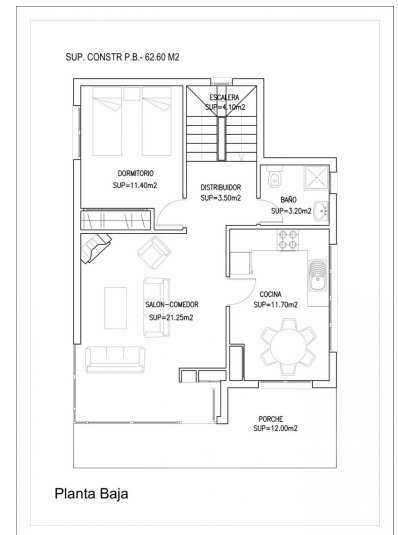 SUP. CONSTR P.B.- 62.60 M2
ESCALERA
SUP=4.10m2
DORMITORIO
SUP=11.40m2
DISTRIBUIDOR
SUP=3.50m2
BAÑO
SUP=3.20m2
SALON-COMEDOR
SUP=21.25m2
COCINA
SUP=11.70m2
PORCHE
SUP=12.00m2
Planta Baja